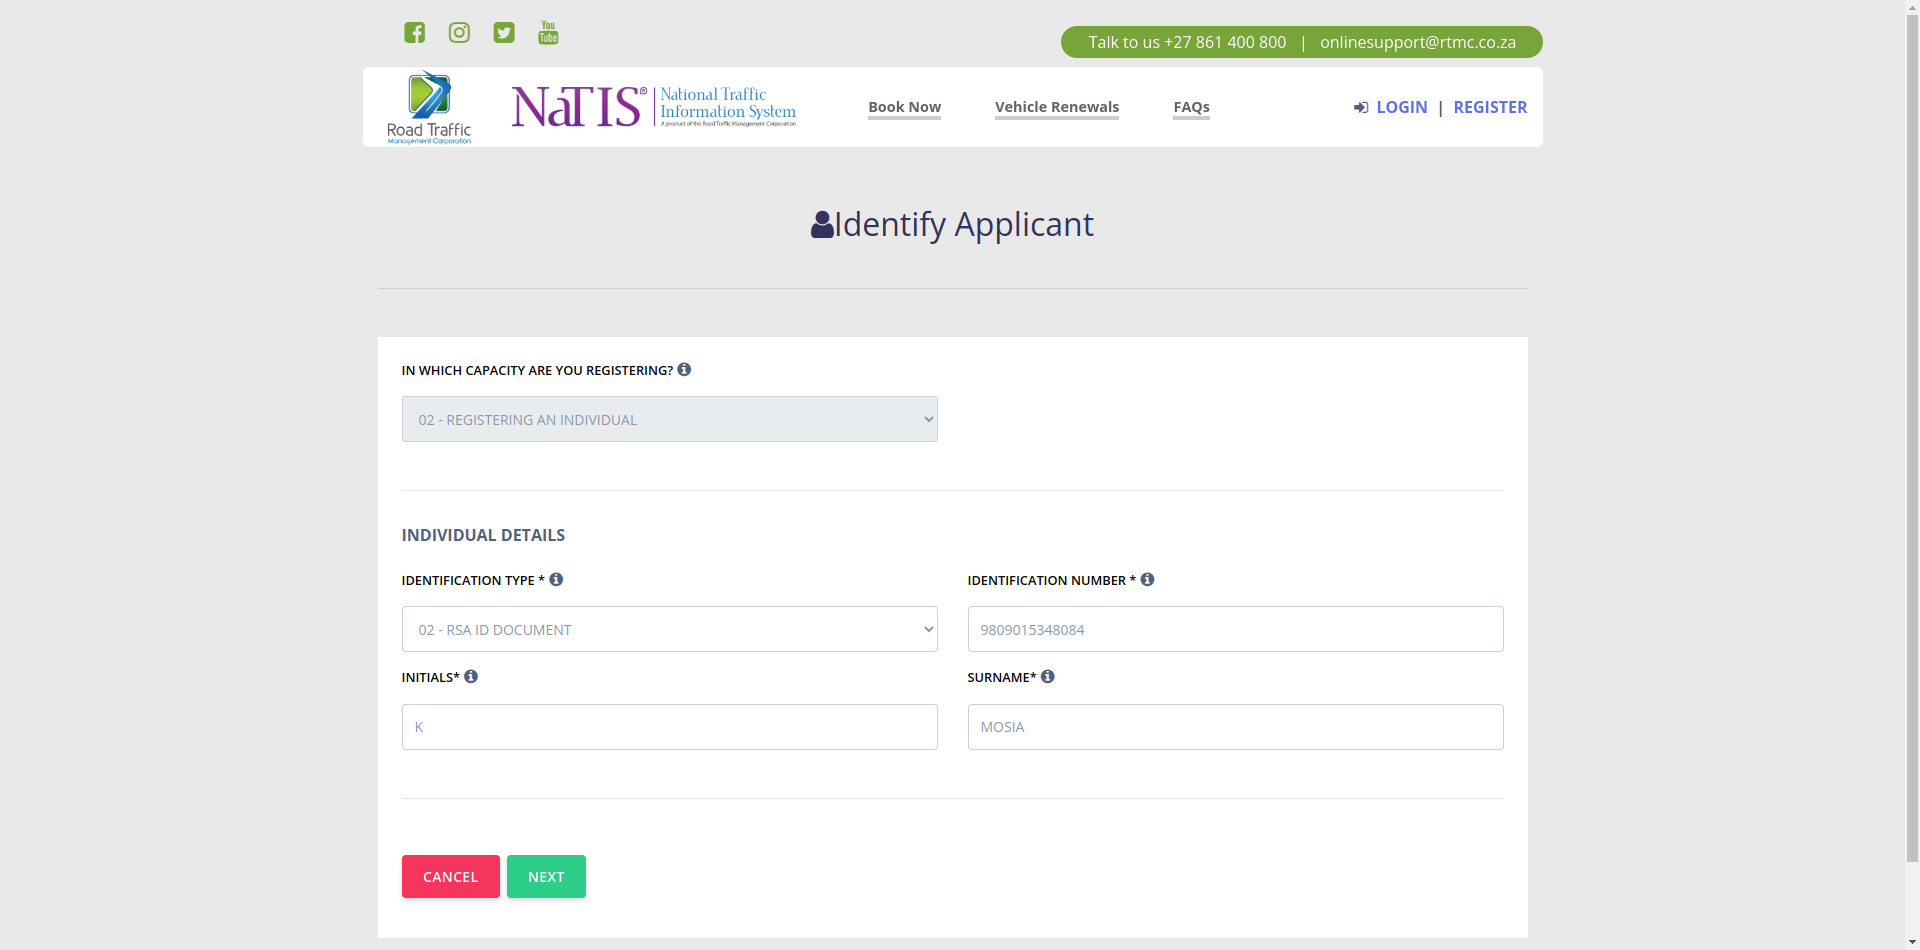 You
Tube
Talk to us +27 861 400 800 | onlinesupport@rtmc.co.za
Road Traffic
Management Corporation
NaTIS®
National Traffic
Information System
A product of the Road Traffic Management Corporation
Book Now
Vehicle Renewals
FAQs
LOGIN | REGISTER
Identify Applicant
IN WHICH CAPACITY ARE YOU REGISTERING?
02 - REGISTERING AN INDIVIDUAL
INDIVIDUAL DETAILS
IDENTIFICATION TYPE *
IDENTIFICATION NUMBER *
02 - RSA ID DOCUMENT
9809015348084
INITIALS*
SURNAME*
K
MOSIA
CANCEL
NEXT